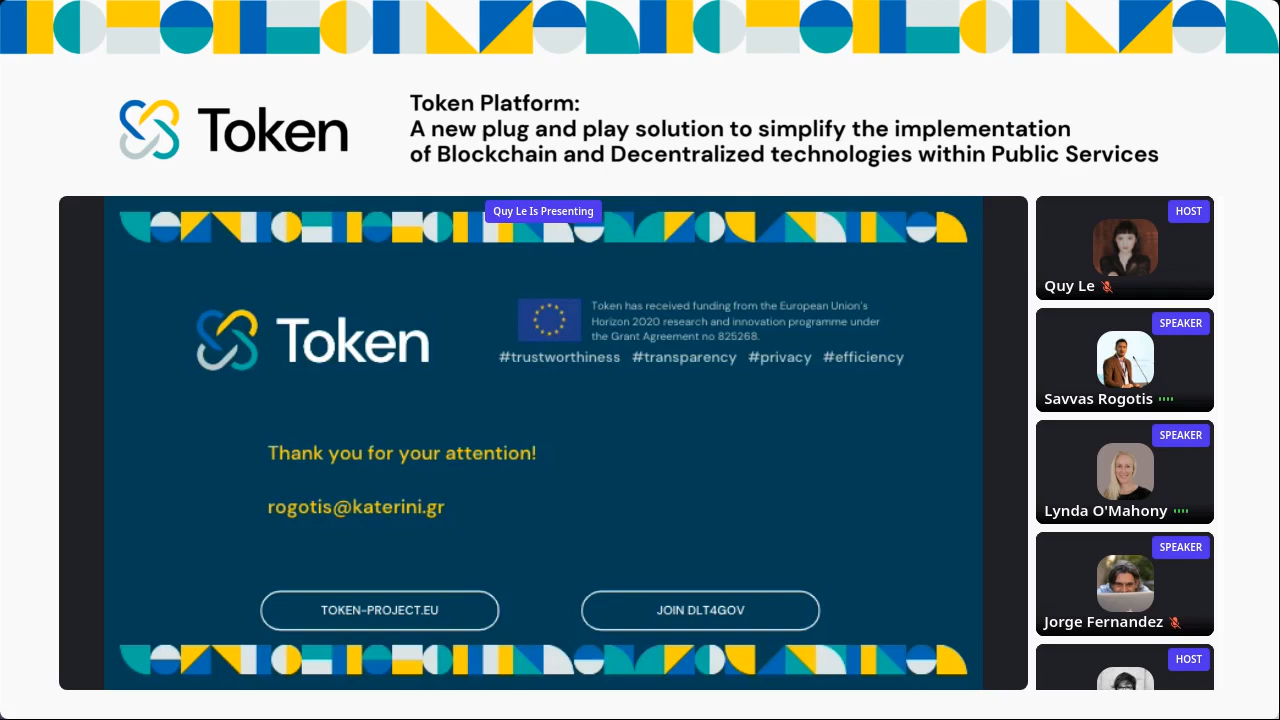 Token
Token Platform:
A new plug and play solution to simplify the implementation
of Blockchain and Decentralized technologies within Public Services
Quy Le Is Presenting
Token
Token has received funding from the European Union's
Horizon 2020 research and innovation programme under
the Grant Agreement no 825268.
#trustworthiness #transparency #privacy #efficiency
Thank you for your attention!
rogotis@katerini.gr
TOKEN-PROJECT.EU
JOIN DLT4GOV
HOST
Quy Le
SPEAKER
Savvas Rogotis
SPEAKER
Lynda O'Mahony
SPEAKER
Jorge Fernandez
HOST